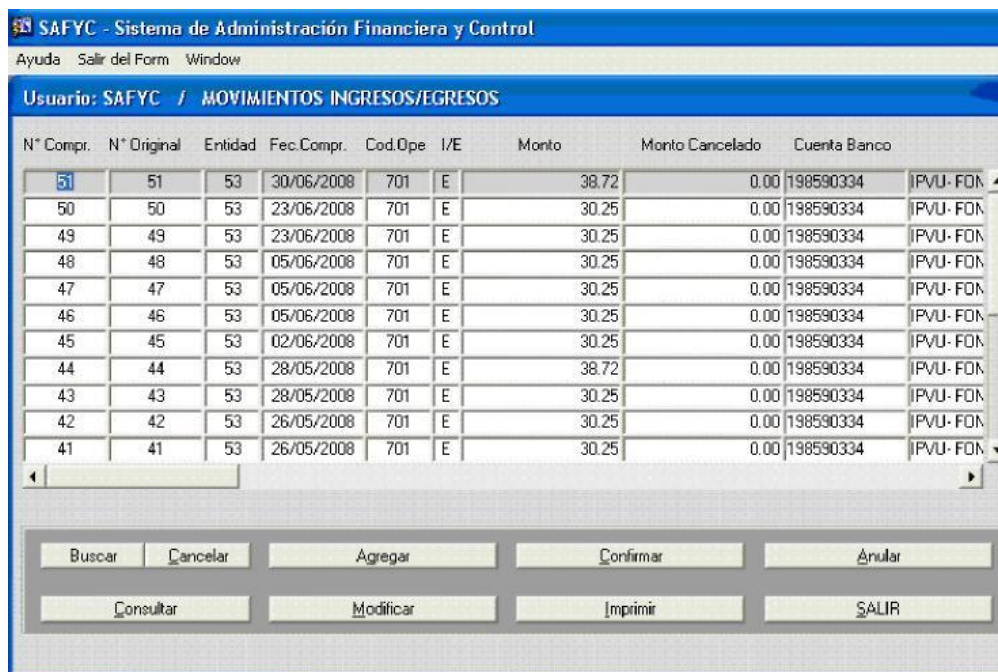 SAFYC - Sistema de Administración Financiera y Control
Ayuda Salir del Form Window
Usuario: SAFYC / MOVIMIENTOS INGRESOS/EGRESOS
N° Compr. N° Original Entidad Fec.Compr. Cod.Ope I/E Monto Monto Cancelado Cuenta Banco
51 51 53 30/06/2008 701 E 38.72 0.00 198590334 IPVU- FON
50 50 53 23/06/2008 701 E 30.25 0.00 198590334 IPVU- FON
49 49 53 23/06/2008 701 E 30.25 0.00 198590334 IPVU- FON
48 48 53 05/06/2008 701 E 30.25 0.00 198590334 IPVU- FON
47 47 53 05/06/2008 701 E 30.25 0.00 198590334 IPVU- FON
46 46 53 05/06/2008 701 E 30.25 0.00 198590334 IPVU- FON
45 45 53 02/06/2008 701 E 30.25 0.00 198590334 IPVU- FON
44 44 53 28/05/2008 701 E 38.72 0.00 198590334 IPVU- FON
43 43 53 28/05/2008 701 E 30.25 0.00 198590334 IPVU- FON
42 42 53 26/05/2008 701 E 30.25 0.00 198590334 IPVU- FON
41 41 53 26/05/2008 701 E 30.25 0.00 198590334 IPVU- FON
Buscar Cancelar Agregar Confirmar Anular
Consultar Modificar Imprimir SALIR